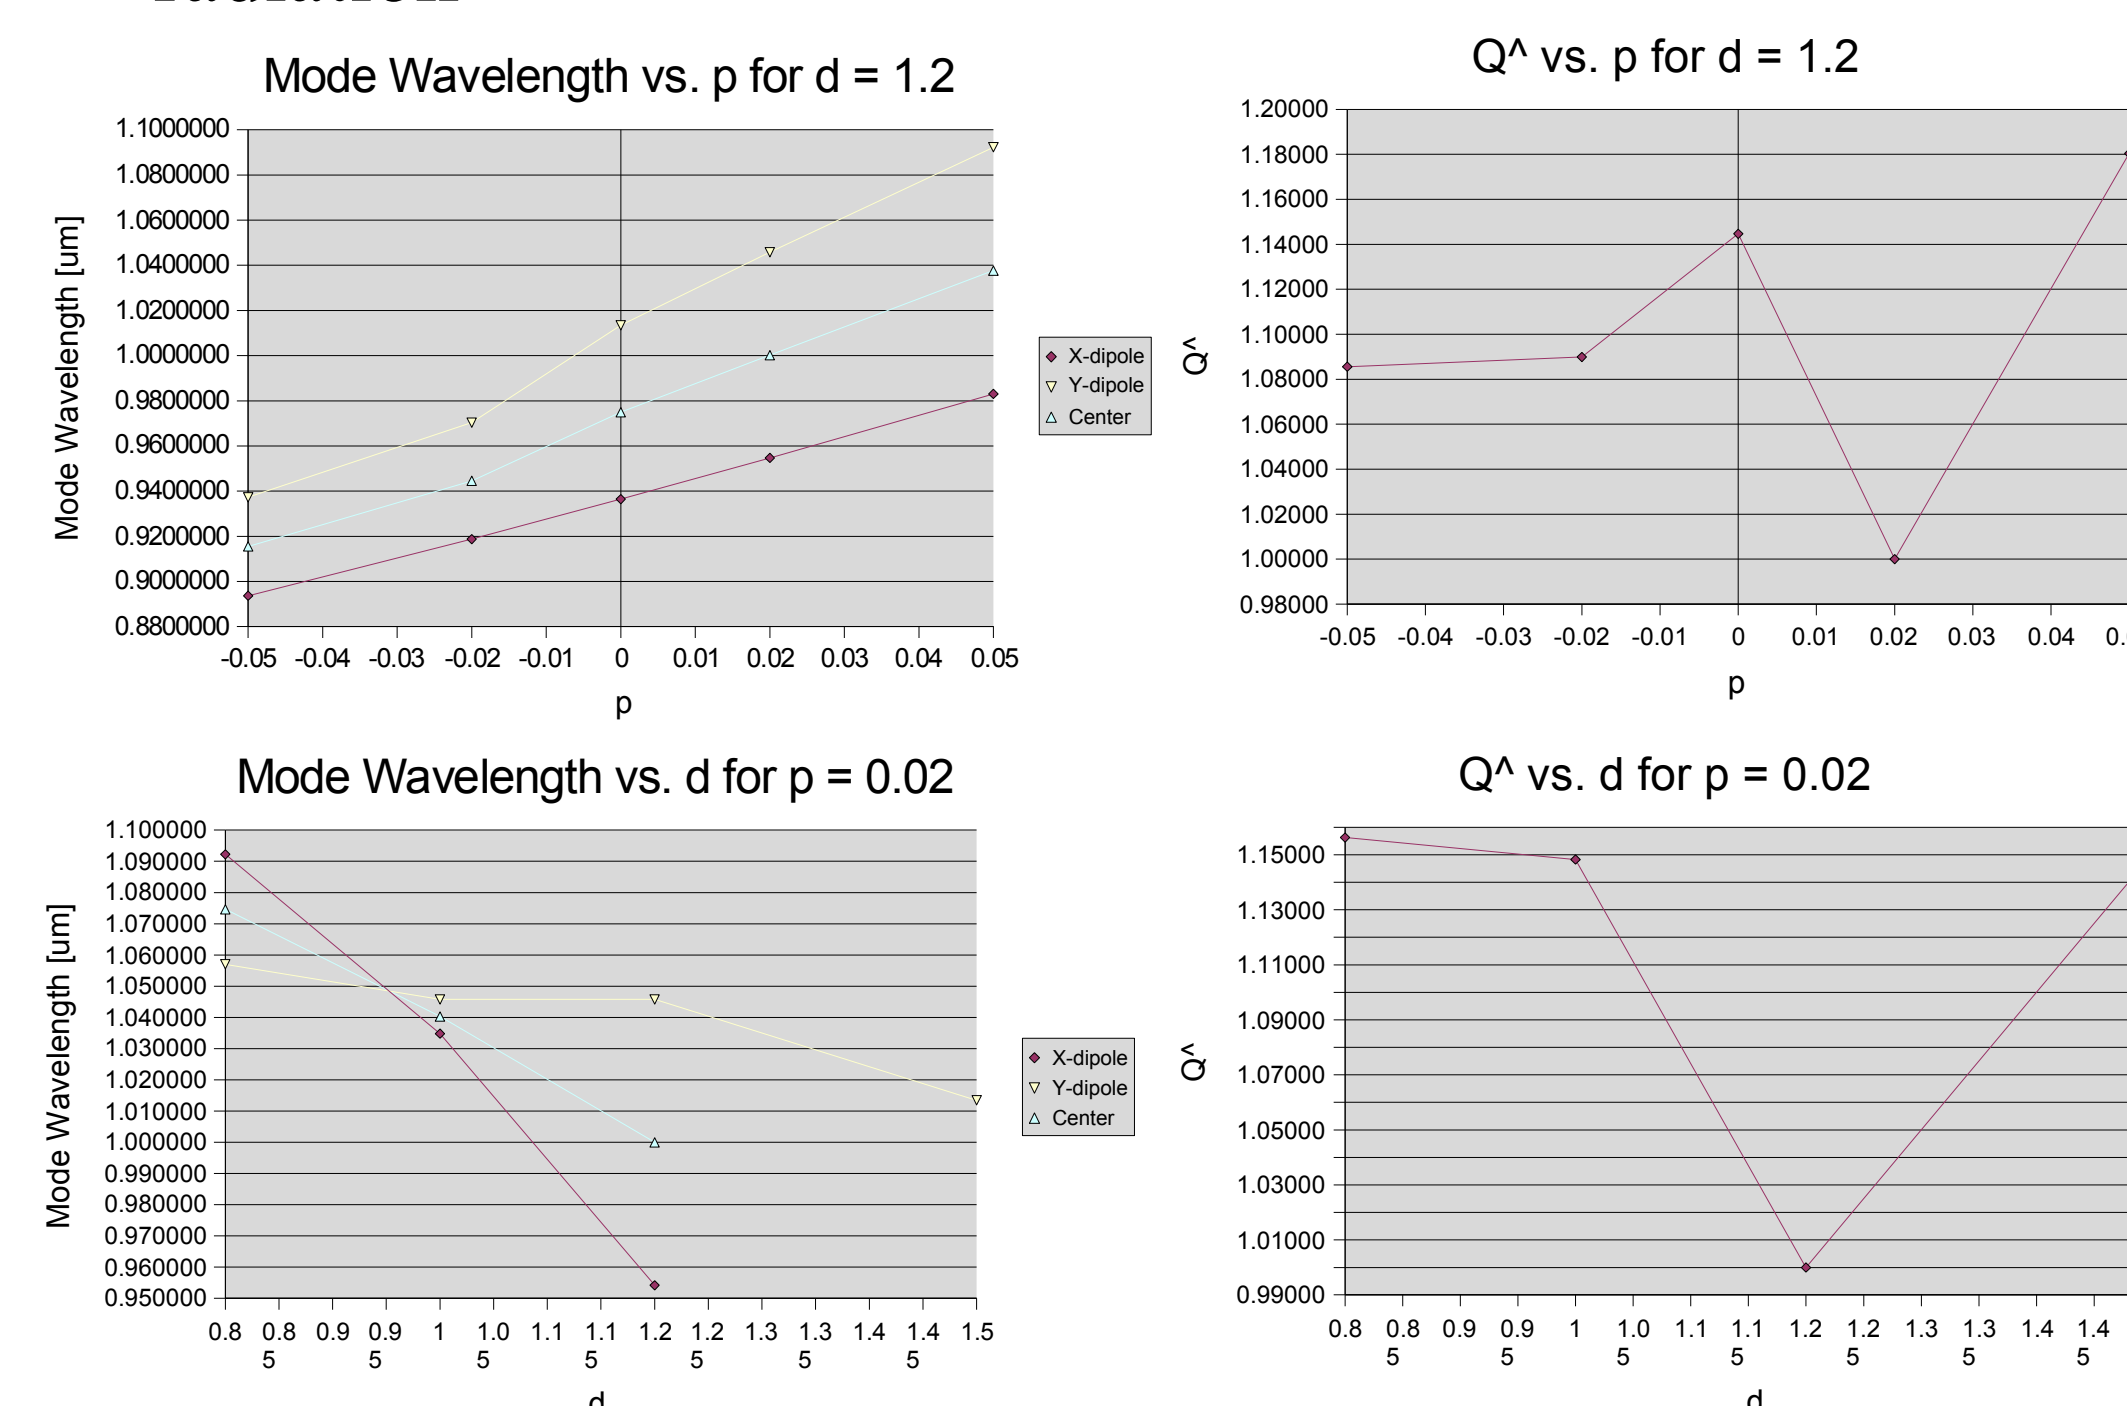 Mode Wavelength vs. p for d = 1.2
1.1000000
1.0800000
1.0600000
1.0400000
1.0200000
1.0000000
0.9800000
0.9600000
0.9400000
0.9200000
0.9000000
0.8800000
Mode Wavelength [um]
-0.05 -0.04 -0.03 -0.02 -0.01 0 0.01 0.02 0.03 0.04 0.05
p
X-dipole
Y-dipole
Center
Q^ vs. p for d = 1.2
1.20000
1.18000
1.16000
1.14000
1.12000
1.10000
1.08000
1.06000
1.04000
1.02000
1.00000
0.98000
Q^
-0.05 -0.04 -0.03 -0.02 -0.01 0 0.01 0.02 0.03 0.04
p
Mode Wavelength vs. d for p = 0.02
1.100000
1.090000
1.080000
1.070000
1.060000
1.050000
1.040000
1.030000
1.020000
1.010000
1.000000
0.990000
0.980000
0.970000
0.960000
0.950000
Mode Wavelength [um]
0.8 0.8 0.9 0.9 1 1.0 1.1 1.1 1.2 1.2 1.3 1.3 1.4 1.4 1.5
5 5 5 5 5 5 5
d
X-dipole
Y-dipole
Center
Q^ vs. d for p = 0.02
1.15000
1.13000
1.11000
1.09000
1.07000
1.05000
1.03000
1.01000
0.99000
Q^
0.8 0.8 0.9 0.9 1 1.0 1.1 1.1 1.2 1.2 1.3 1.3 1.4 1.4
5 5 5 5 5 5 5
d